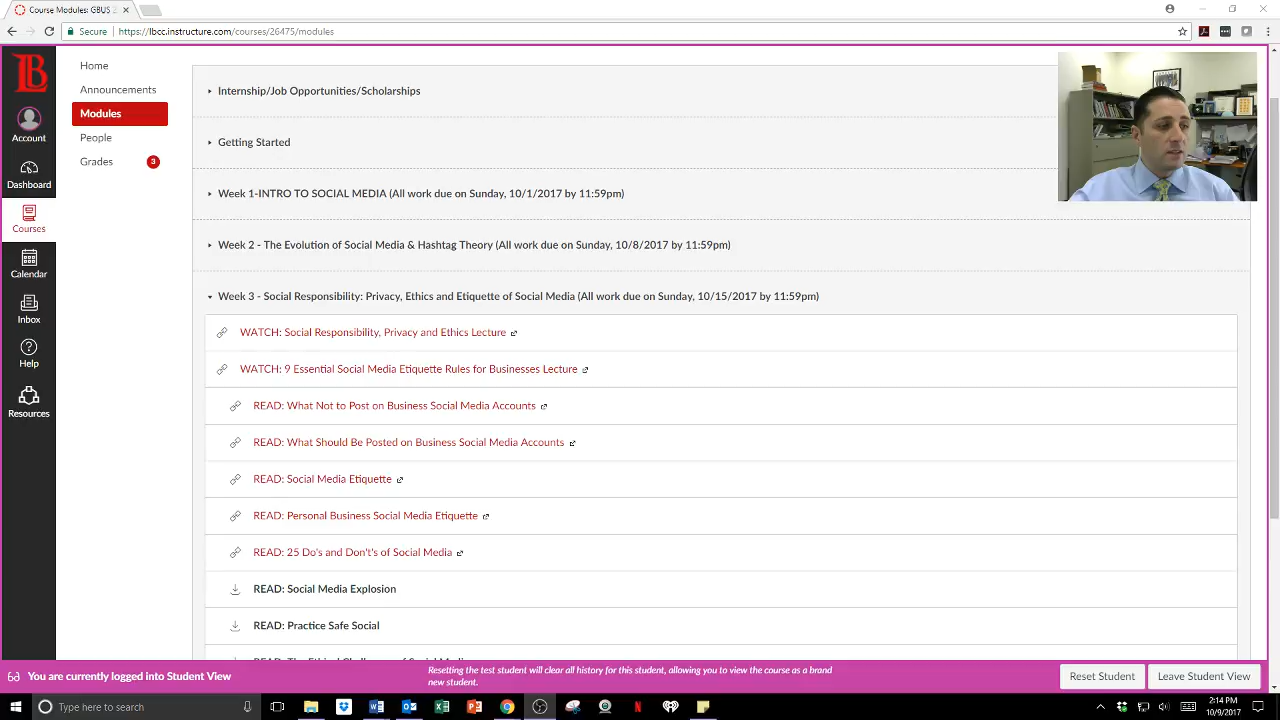 Course Modules: GBUS 2
Secure
https://lbcc.instructure.com/courses/26475/modules
LB
Account
Dashboard
Courses
Calendar
Inbox
Help
Resources
Home
Announcements
Modules
People
Grades
3
Internship/Job Opportunities/Scholarships
Getting Started
Week 1-INTRO TO SOCIAL MEDIA (All work due on Sunday, 10/1/2017 by 11:59pm)
Week 2 - The Evolution of Social Media & Hashtag Theory (All work due on Sunday, 10/8/2017 by 11:59pm)
Week 3 - Social Responsibility: Privacy, Ethics and Etiquette of Social Media (All work due on Sunday, 10/15/2017 by 11:59pm)
WATCH: Social Responsibility, Privacy and Ethics Lecture
WATCH: 9 Essential Social Media Etiquette Rules for Businesses Lecture
READ: What Not to Post on Business Social Media Accounts
READ: What Should Be Posted on Business Social Media Accounts
READ: Social Media Etiquette
READ: Personal Business Social Media Etiquette
READ: 25 Do's and Don't's of Social Media
READ: Social Media Explosion
READ: Practice Safe Social
You are currently logged into Student View
Resetting the test student will clear all history for this student, allowing you to view the course as a brand
new student.
Reset Student
Leave Student View
Type here to search
2:14 PM
10/9/2017